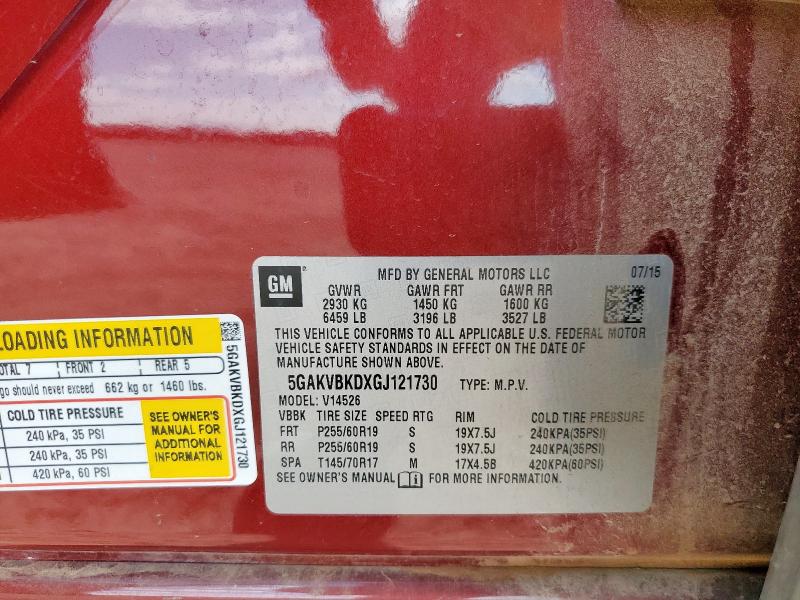 GM
MFD BY GENERAL MOTORS LLC 07/15
GVWR GAWR FRT GAWR RR
2930 KG 1450 KG 1600 KG
6459 LB 3196 LB 3527 LB
THIS VEHICLE CONFORMS TO ALL APPLICABLE U.S. FEDERAL MOTOR
VEHICLE SAFETY STANDARDS IN EFFECT ON THE DATE OF
MANUFACTURE SHOWN ABOVE.
5GAKVBKDXGJ121730 TYPE: M.P.V.
MODEL: V14526
VBBK TIRE SIZE SPEED RTG RIM COLD TIRE PRESSURE
FRT P255/60R19 S 19X7.5J 240KPA(35PSI)
RR P255/60R19 S 19X7.5J 240KPA(35PSI)
SPA T145/70R17 M 17X4.5B 420KPA(60PSI)
SEE OWNER'S MANUAL i FOR MORE INFORMATION.
LOADING INFORMATION
OTAL 7 FRONT 2 REAR 5
go should never exceed 662 kg or 1460 lbs.
COLD TIRE PRESSURE
240 kPa, 35 PSI
240 kPa, 35 PSI
420 kPa, 60 PSI
SEE OWNER'S
MANUAL FOR
ADDITIONAL
INFORMATION
5GAKVBKDXGJ121730